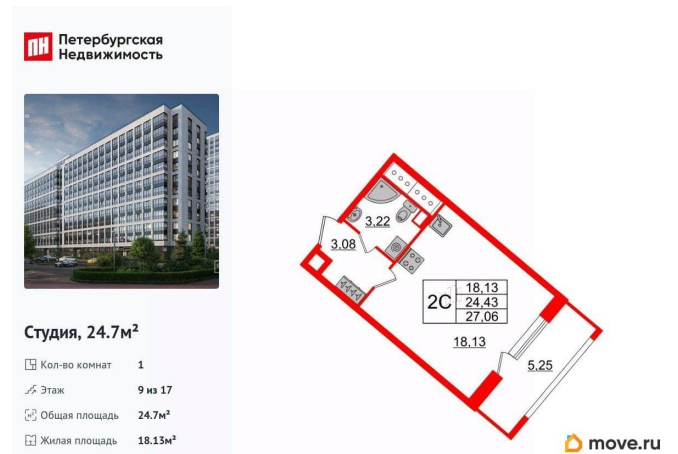 ПН Петербургская
Недвижимость
Студия, 24.7м²
Кол-во комнат 1
Этаж 9 из 17
Общая площадь 24.7м²
Жилая площадь 18.13м²
3,22
3,08
2С
18,13
24,43
27,06
18,13
5,25
move.ru